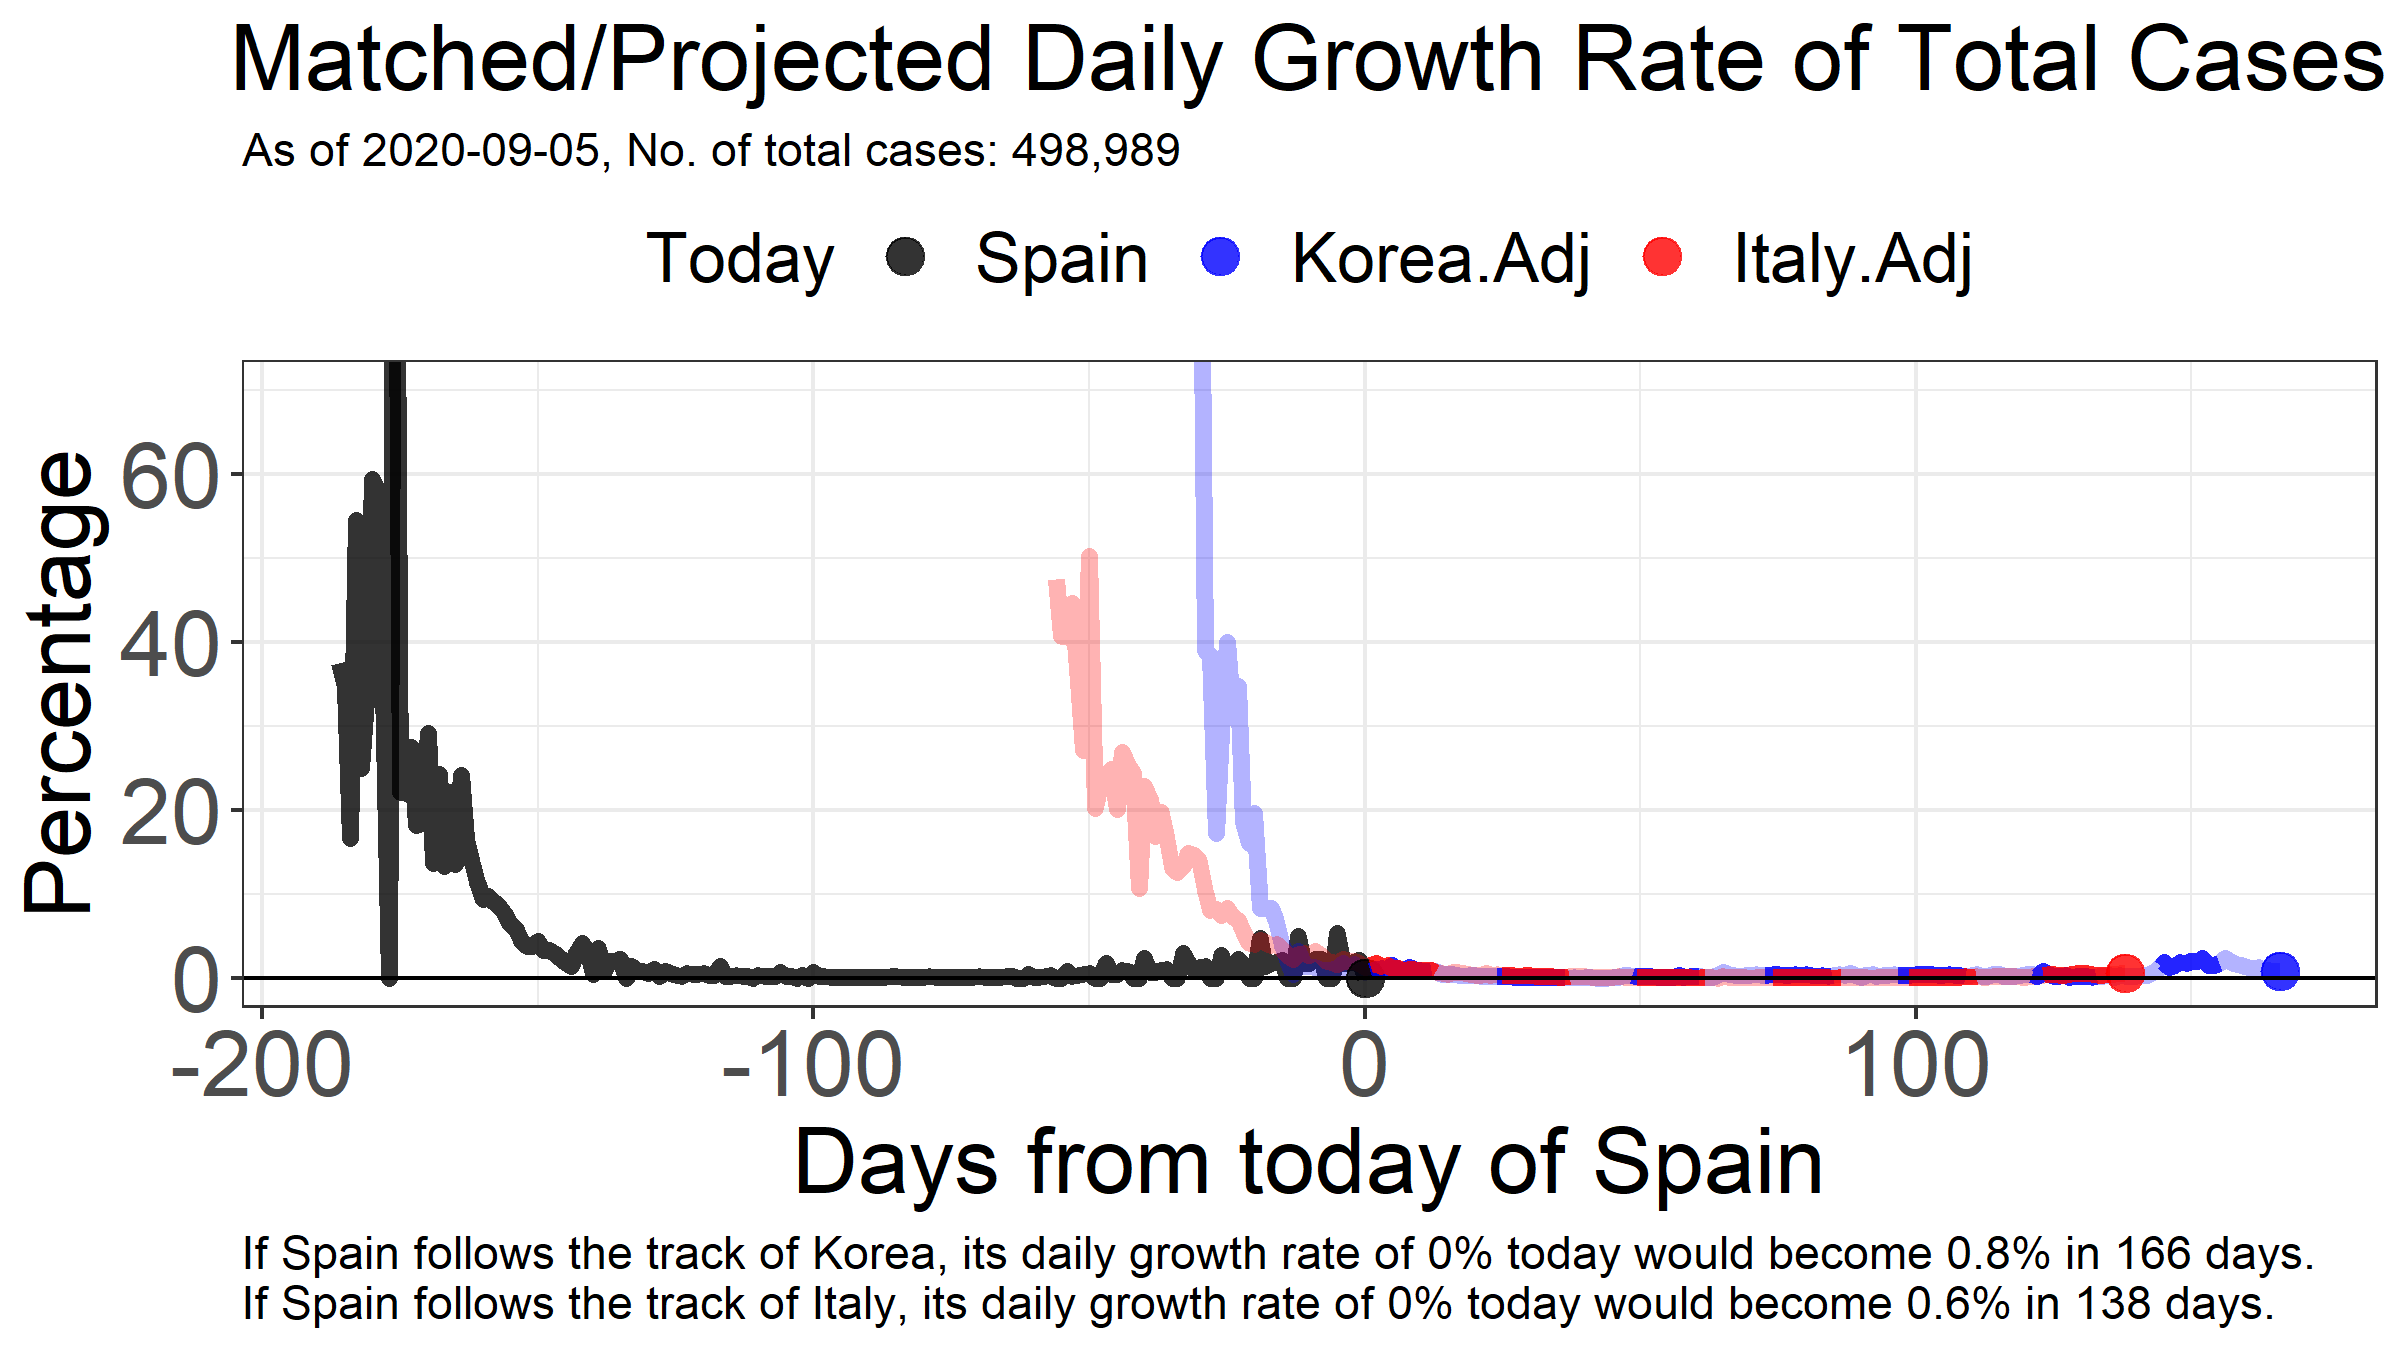 Matched/Projected Daily Growth Rate of Total Cases
As of 2020-09-05, No. of total cases: 498,989
Today Spain Korea.Adj Italy.Adj
Percentage
60
40
20
0
-200 -100 0 100
Days from today of Spain
If Spain follows the track of Korea, its daily growth rate of 0% today would become 0.8% in 166 days.
If Spain follows the track of Italy, its daily growth rate of 0% today would become 0.6% in 138 days.